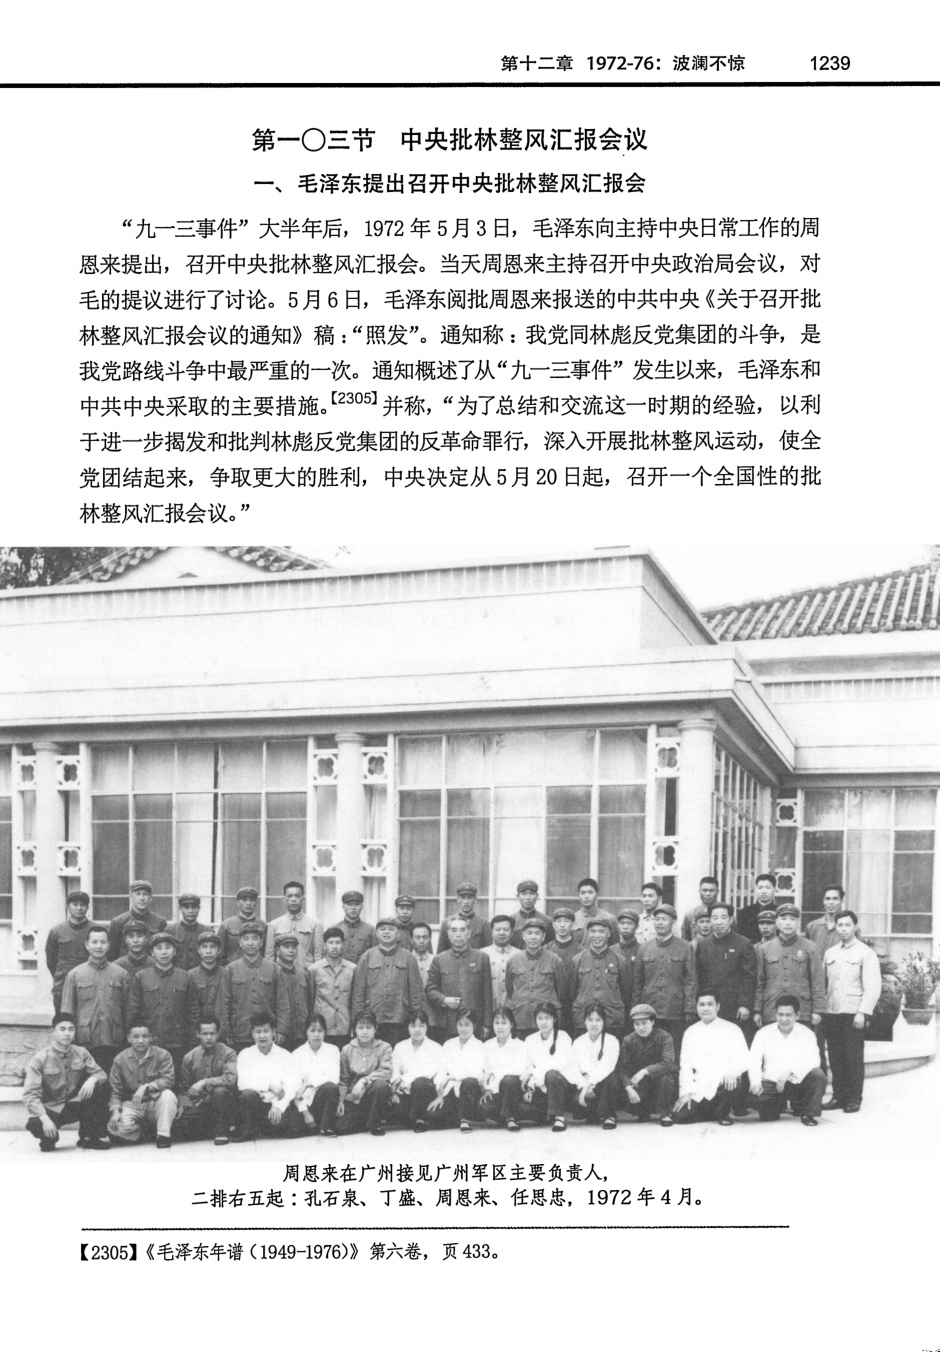 第十二章 1972-76：波澜不惊 1239
第一〇三节 中央批林整风汇报会议
一、毛泽东提出召开中央批林整风汇报会
“九一三事件”大半年后，1972 年 5 月 3 日，毛泽东向主持中央日常工作的周
恩来提出，召开中央批林整风汇报会。当天周恩来主持召开中央政治局会议，对
毛的提议进行了讨论。5 月 6 日，毛泽东阅批周恩来报送的中共中央《关于召开批
林整风汇报会议的通知》稿：“照发”。通知称：我党同林彪反党集团的斗争，是
我党路线斗争中最严重的一次。通知概述了从“九一三事件”发生以来，毛泽东和
中共中央采取的主要措施。【2305】并称，“为了总结和交流这一时期的经验，以利
于进一步揭发和批判林彪反党集团的反革命罪行，深入开展批林整风运动，使全
党团结起来，争取更大的胜利，中央决定从 5 月 20 日起，召开一个全国性的批
林整风汇报会议。”
周恩来在广州接见广州军区主要负责人，
二排右五起：孔石泉、丁盛、周恩来、任思忠，1972 年 4 月。
【2305】《毛泽东年谱（1949-1976）》第六卷，页 433。